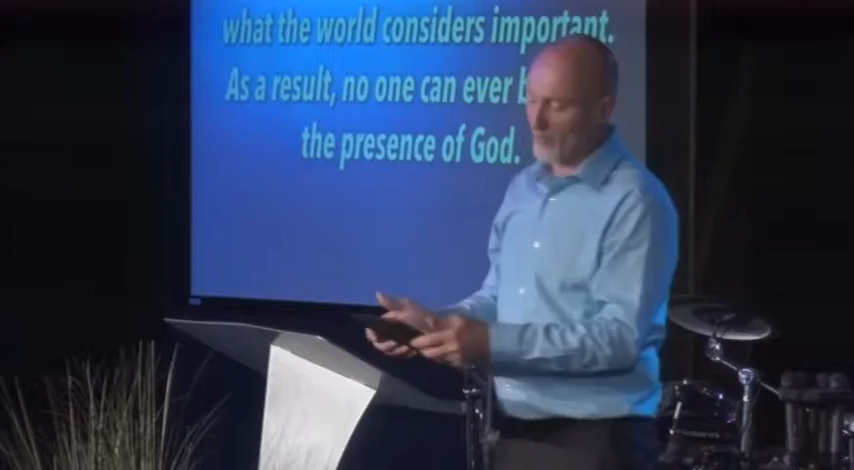 what the world considers important.
As a result, no one can ever
the presence of God.